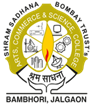 SHRAM SADHANA BOMBAY TRUST'S
ARTS, COMMERCE & SCIENCE COLLEGE
श्रम साधना
BAMBHORI, JALGAON